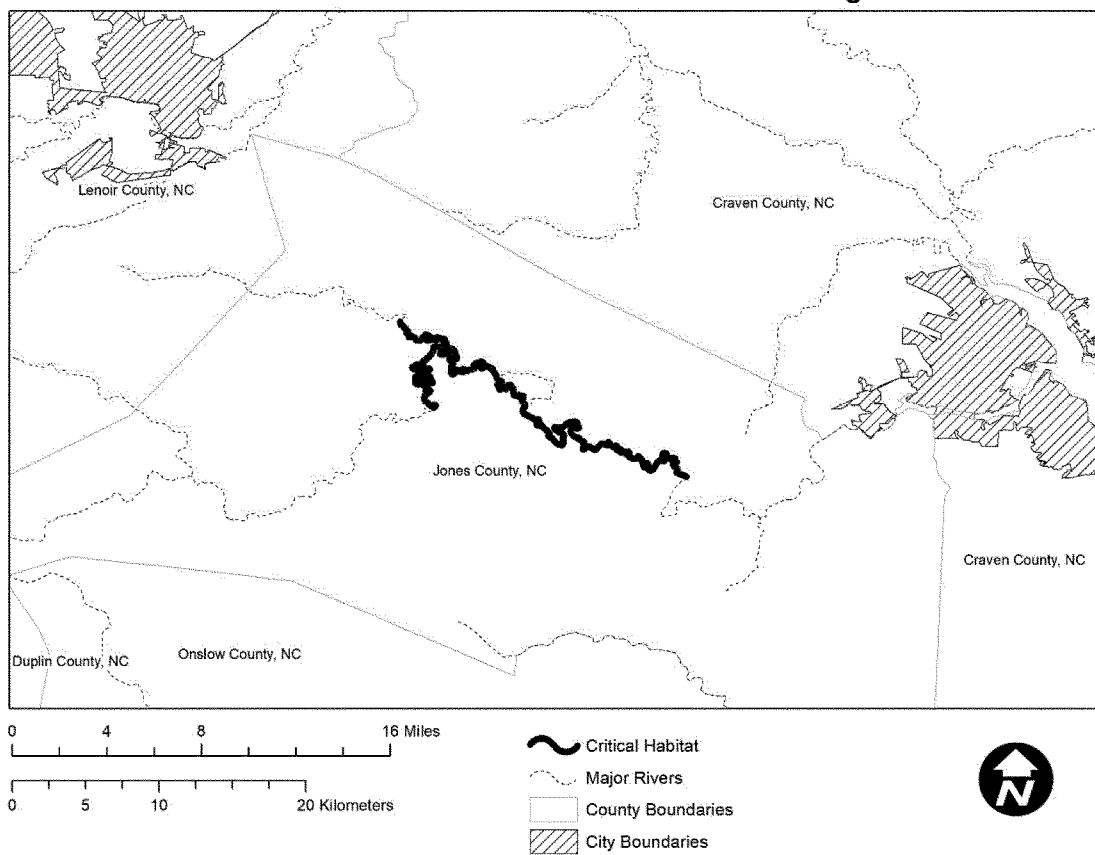 Lenoir County, NC
Craven County, NC
Jones County, NC
Craven County, NC
Duplin County, NC
Onslow County, NC
0 4 8 16 Miles
0 5 10 20 Kilometers
Critical Habitat
Major Rivers
County Boundaries
City Boundaries
N